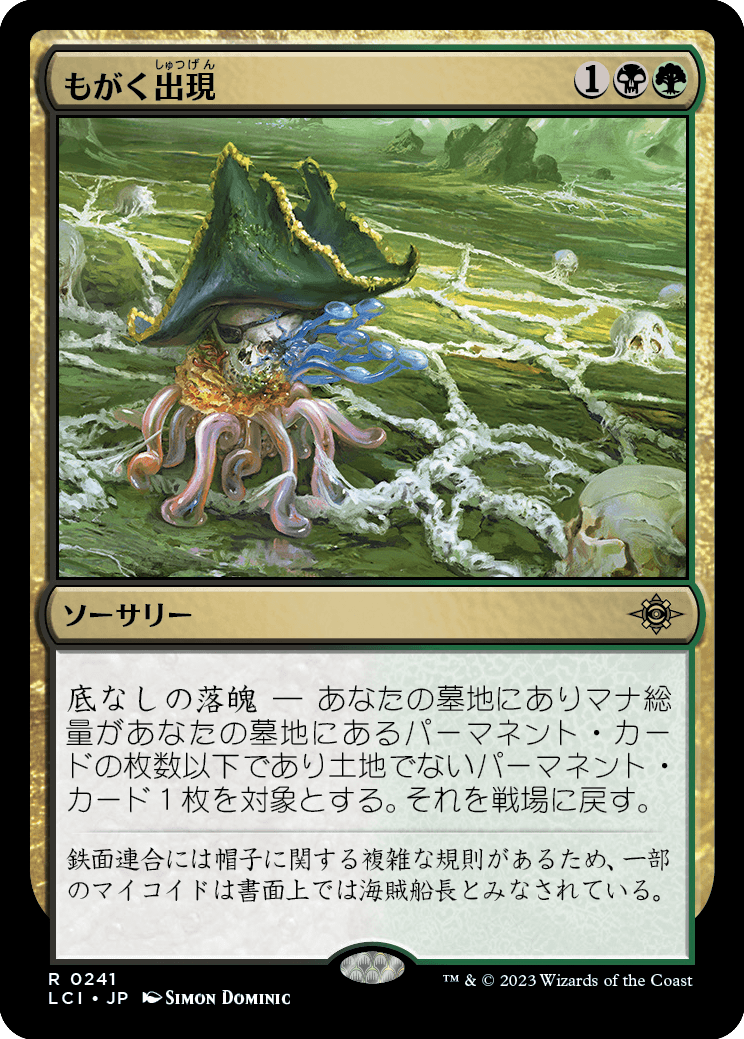 しゅつげん
もがく出現 1
ソーサリー
底なしの落魄 — あなたの墓地にありマナ総
量があなたの墓地にあるパーマネント・カー
ドの枚数以下であり土地でないパーマネント・
カード１枚を対象とする。それを戦場に戻す。
鉄面連合には帽子に関する複雑な規則があるため、一部
のマイコイドは書面上では海賊船長とみなされている。
R 0241
LCI • JP SIMON DOMINIC
™ & © 2023 Wizards of the Coast